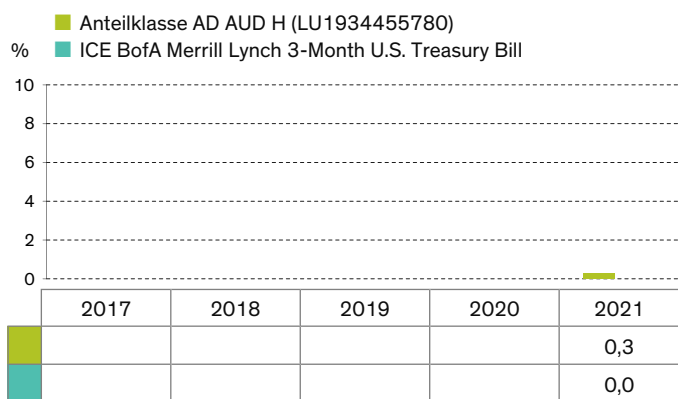 Anteilklasse AD AUD H (LU1934455780)
% ICE BofA Merrill Lynch 3-Month U.S. Treasury Bill
10
8
6
4
2
0
2017 2018 2019 2020 2021
0,3
0,0